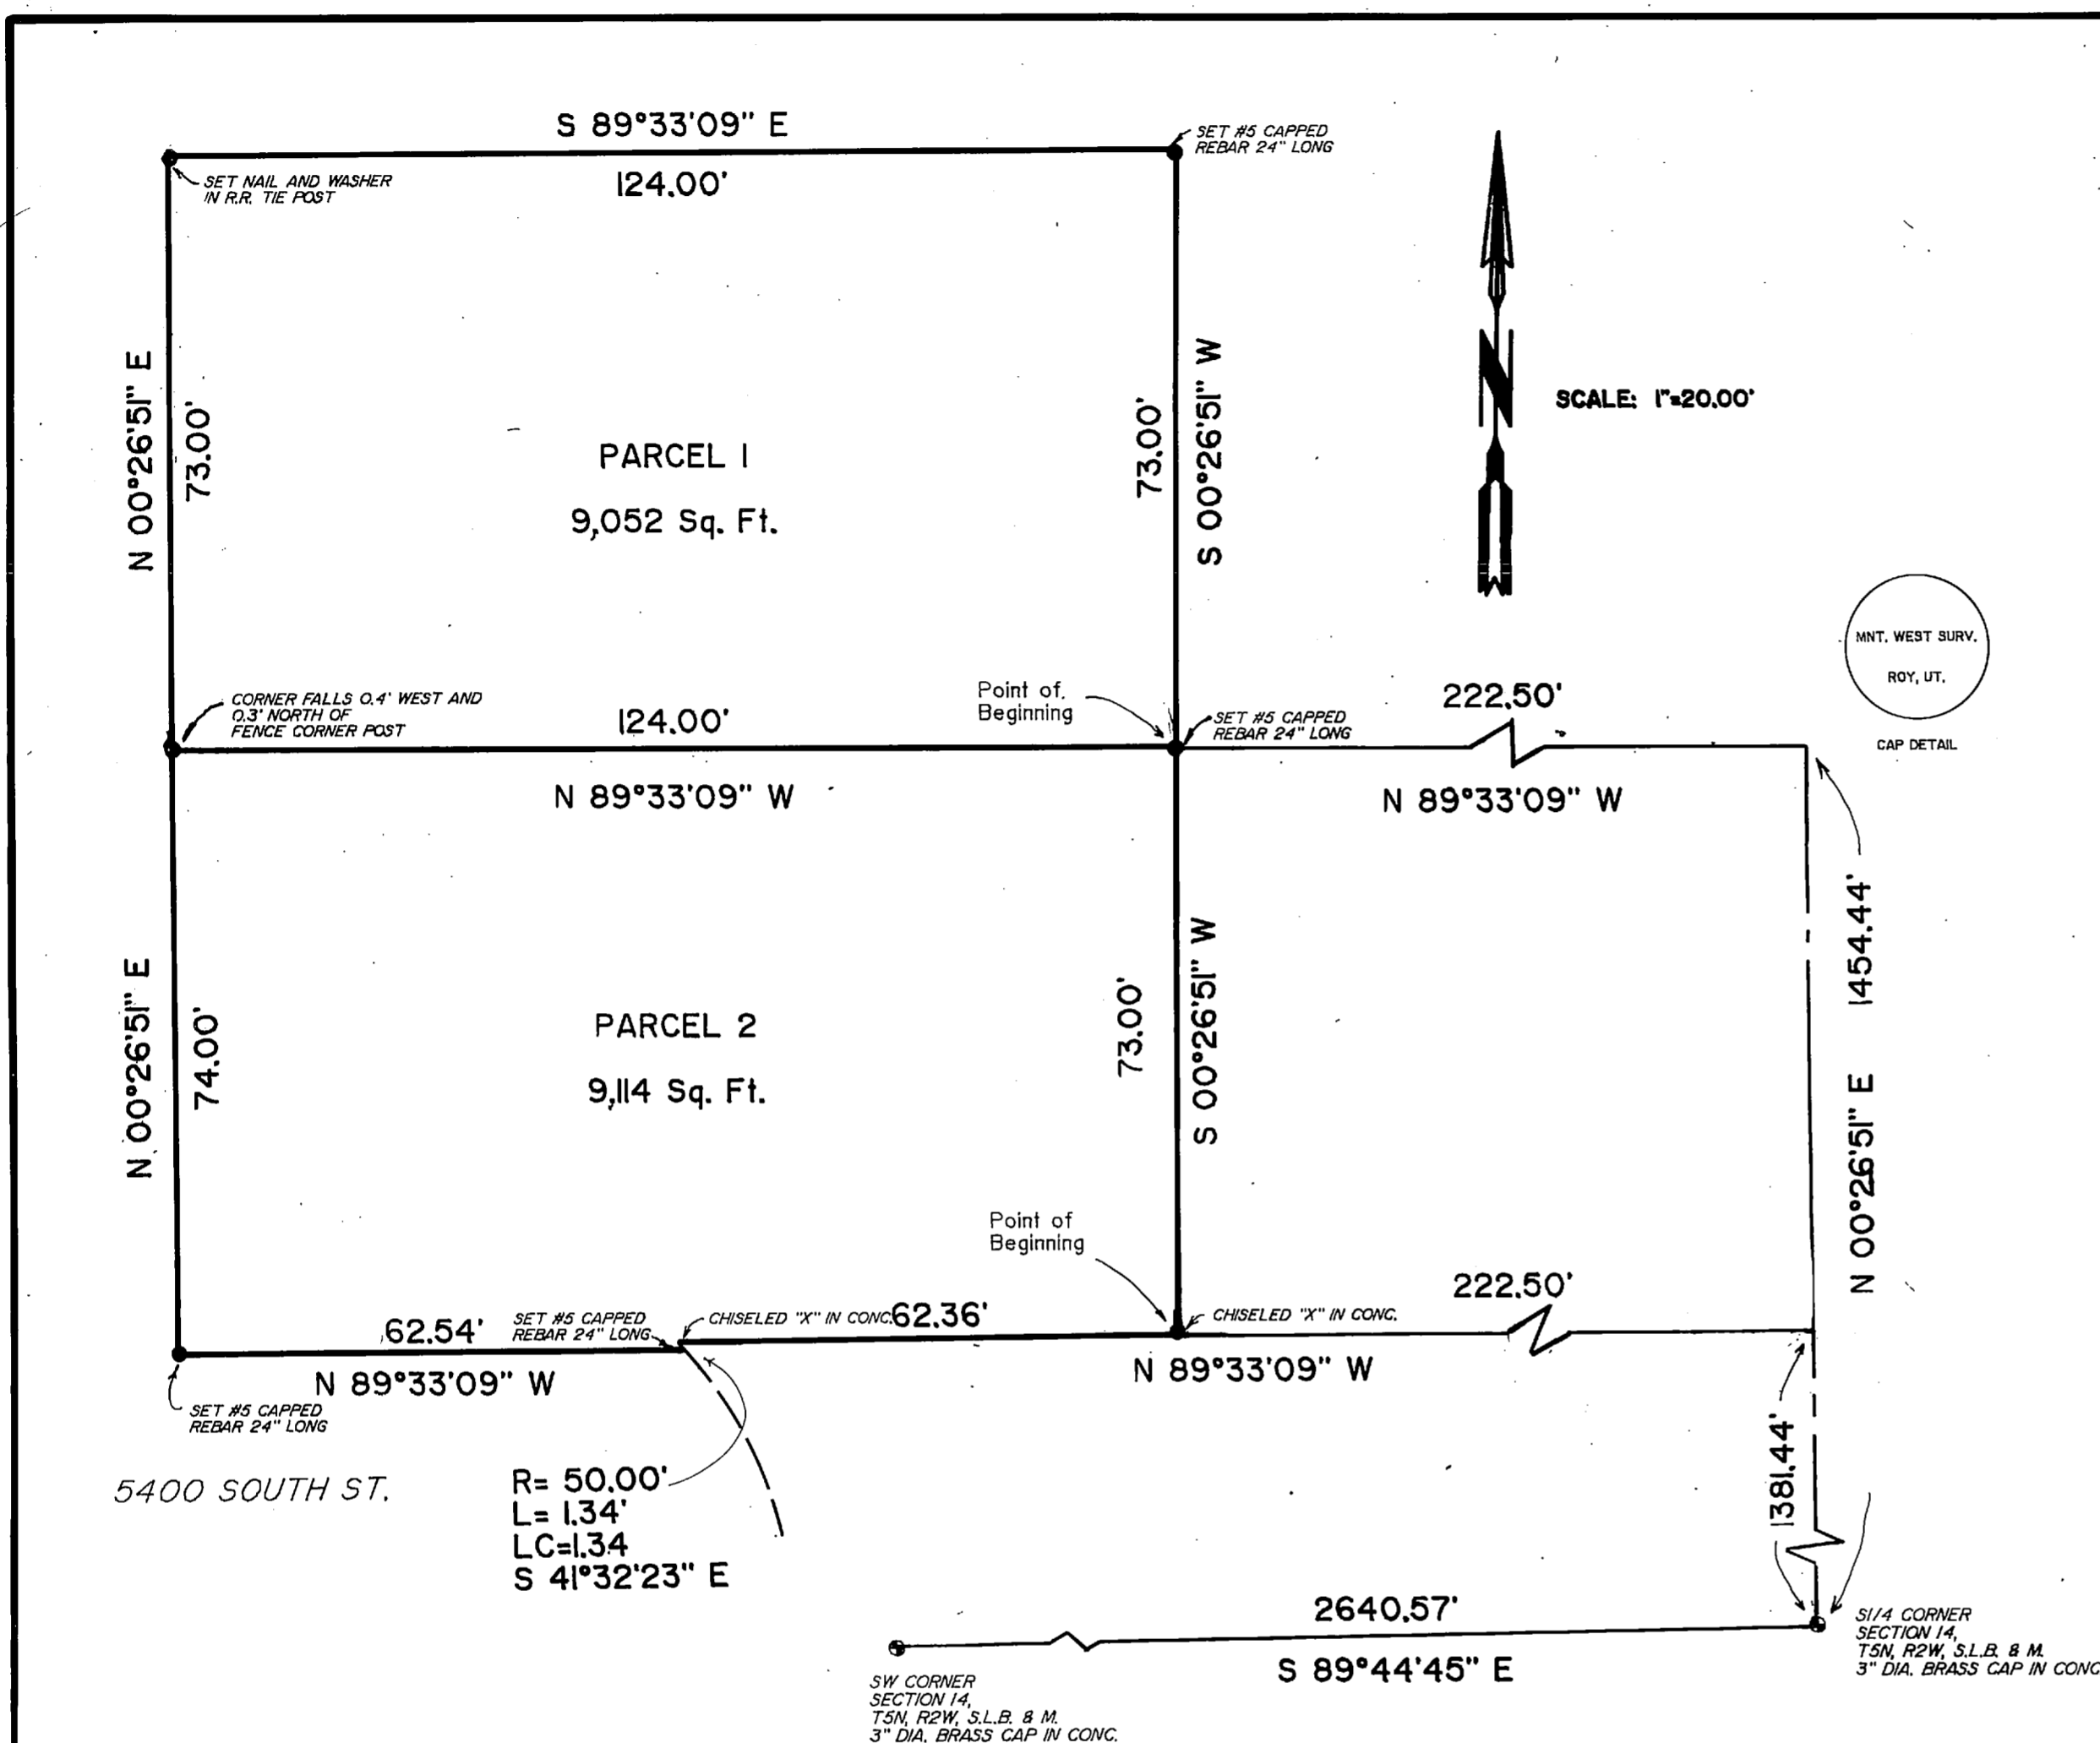 S 89°33'09" E
124.00'
SET #5 CAPPED
REBAR 24" LONG
SET NAIL AND WASHER
IN R.R. TIE POST
N 00°26'51" E
73.00'
PARCEL 1
9,052 Sq. Ft.
73.00'
S 00°26'51" W
N
SCALE: 1"=20.00'
MNT. WEST SURV.
ROY, UT.
CAP DETAIL
CORNER FALLS 0.4' WEST AND
0.3' NORTH OF
FENCE CORNER POST
124.00'
N 89°33'09" W
Point of
Beginning
SET #5 CAPPED
REBAR 24" LONG
222.50'
N 89°33'09" W
1454.44'
N 00°26'51" E
N 00°26'51" E
74.00'
PARCEL 2
9,114 Sq. Ft.
73.00'
S 00°26'51" W
Point of
Beginning
62.54'
SET #5 CAPPED
REBAR 24" LONG
CHISELED "X" IN CONC.
62.36'
CHISELED "X" IN CONC.
222.50'
N 89°33'09" W
N 89°33'09" W
SET #5 CAPPED
REBAR 24" LONG
5400 SOUTH ST.
R= 50.00'
L= 1.34'
LC=1.34
S 41°32'23" E
1381.44'
2640.57'
S 89°44'45" E
SW CORNER
SECTION 14,
T5N, R2W, S.L.B. & M.
3" DIA. BRASS CAP IN CONC.
S1/4 CORNER
SECTION 14,
T5N, R2W, S.L.B. & M.
3" DIA. BRASS CAP IN CONC